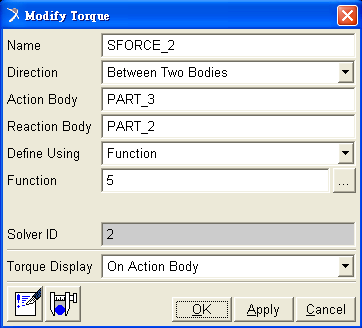 Modify Torque
Name SFORCE_2
Direction Between Two Bodies
Action Body PART_3
Reaction Body PART_2
Define Using Function
Function 5 ...
Solver ID 2
Torque Display On Action Body
OK Apply Cancel